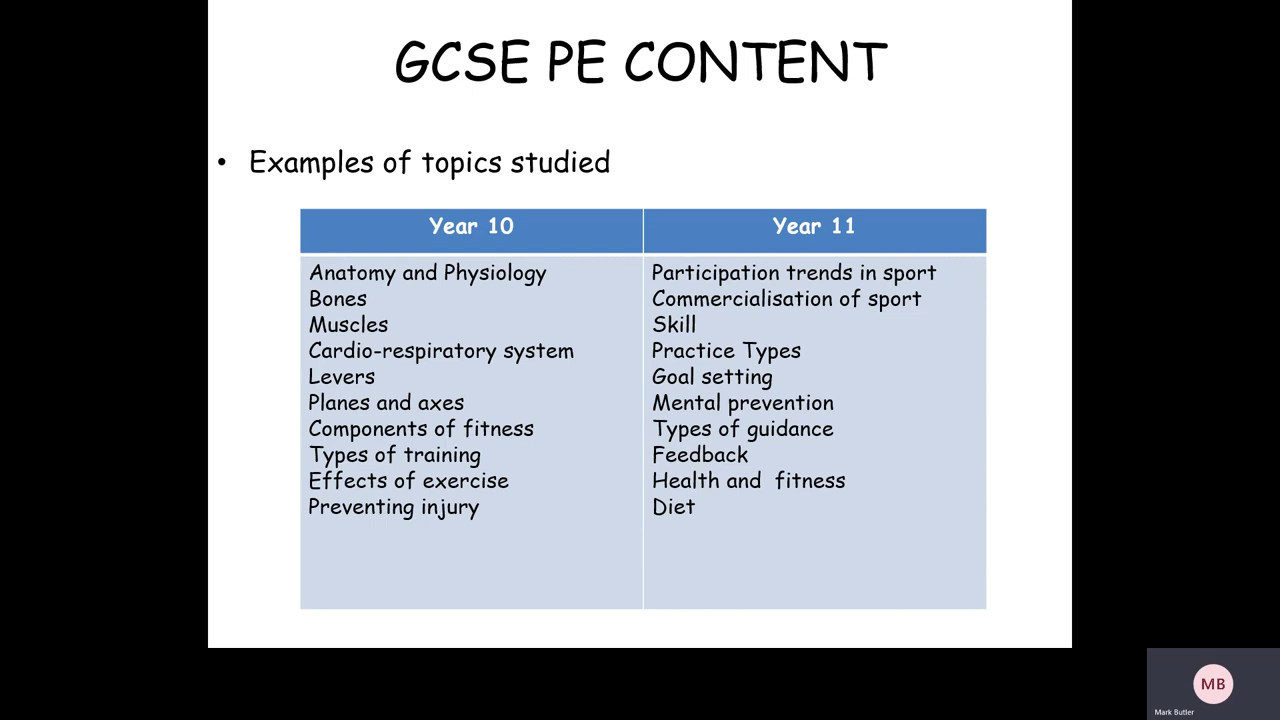 GCSE PE CONTENT
• Examples of topics studied
Year 10
Anatomy and Physiology
Bones
Muscles
Cardio-respiratory system
Levers
Planes and axes
Components of fitness
Types of training
Effects of exercise
Preventing injury
Year 11
Participation trends in sport
Commercialisation of sport
Skill
Practice Types
Goal setting
Mental prevention
Types of guidance
Feedback
Health and  fitness
Diet
MB
Mark Butler